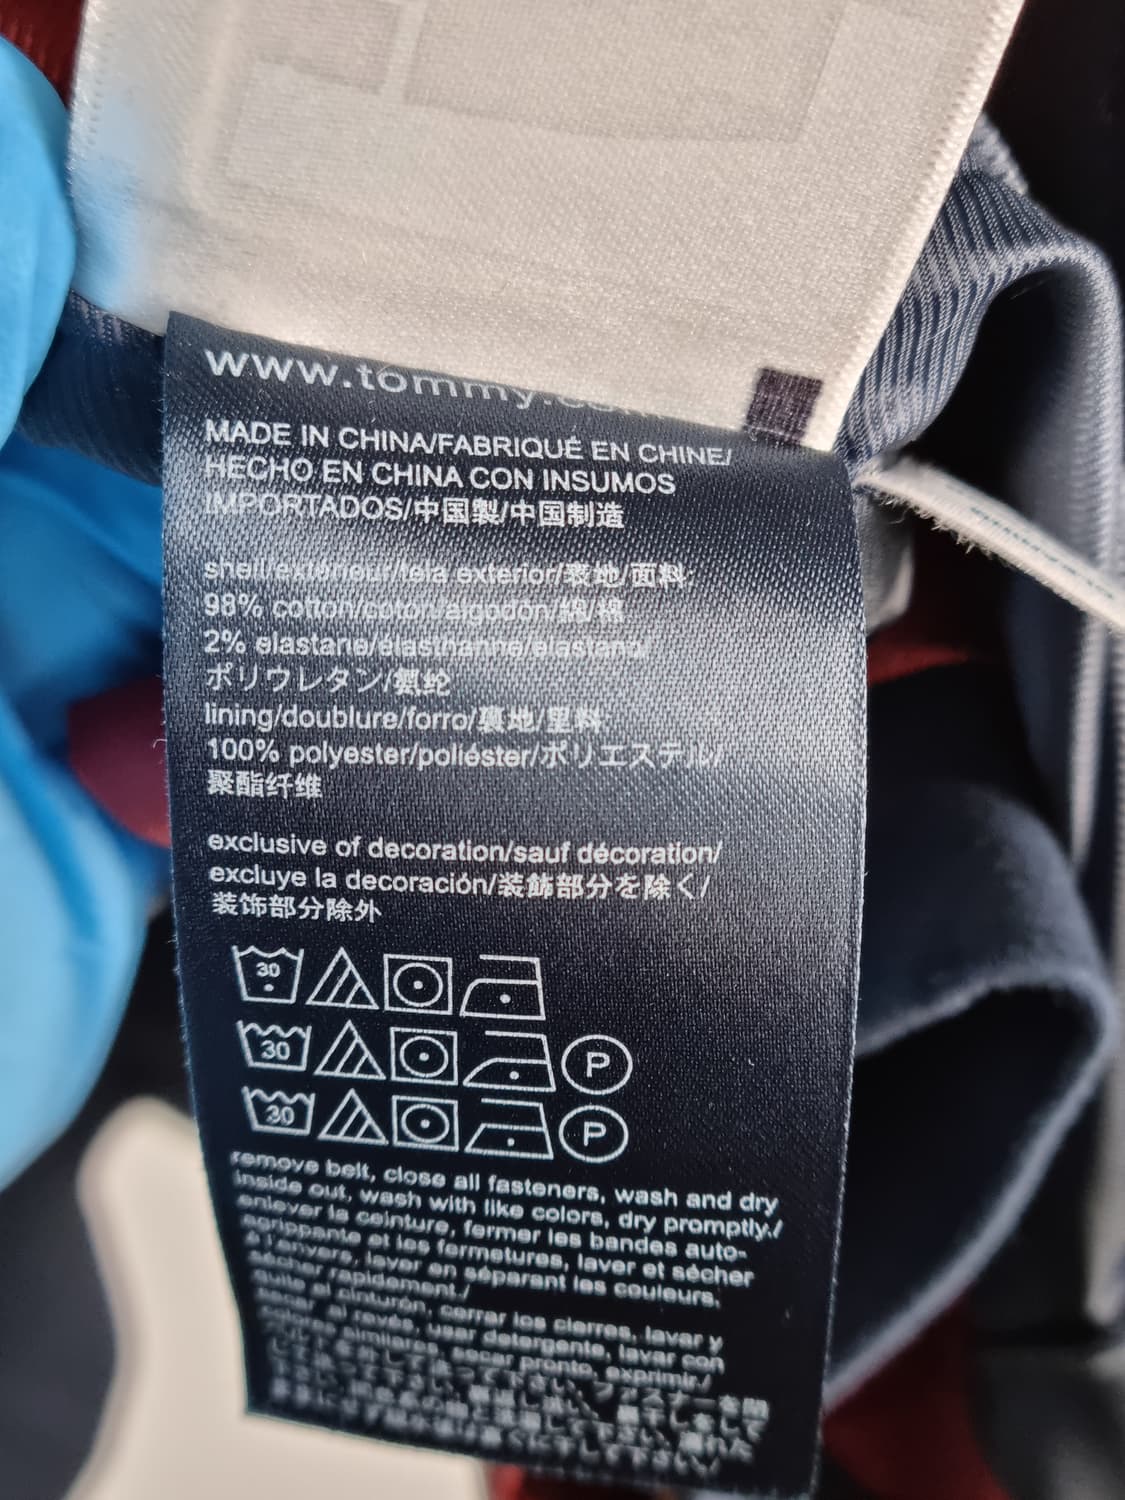 www.tommy.com
MADE IN CHINA/FABRIQUÉ EN CHINE/
HECHO EN CHINA CON INSUMOS
IMPORTADOS/中国製/中国制造
shell/extérieur/tela exterior/表地/面料:
98% cotton/coton/algodón/綿/棉
2% elastane/élasthanne/elastano/
ポリウレタン/氨纶
lining/doublure/forro/裏地/里料:
100% polyester/poliéster/ポリエステル/
聚酯纤维
exclusive of decoration/sauf décoration/
excluye la decoración/装飾部分を除く/
装饰部分除外
30
30 P
30 P
remove belt, close all fasteners, wash and dry
inside out, wash with like colors, dry promptly./
enlever la ceinture, fermer les bandes auto-
agrippante et les fermetures, laver et sécher
à l'envers, laver en séparant les couleurs,
sécher rapidement./
quite el cinturón, cerrar los cierres, lavar y
secar al revés, usar detergente, lavar con
colores similares, secar pronto, exprimir/